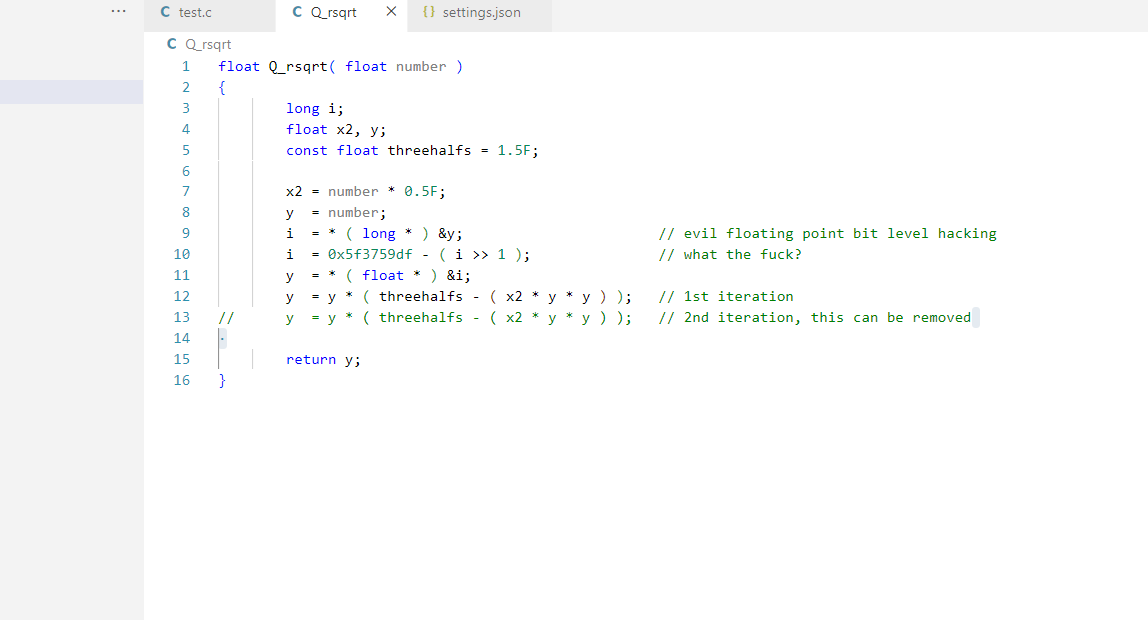 ··· C test.c C Q_rsqrt × {} settings.json
C Q_rsqrt
1 float Q_rsqrt( float number )
2 {
3         long i;
4         float x2, y;
5         const float threehalfs = 1.5F;
6
7         x2 = number * 0.5F;
8         y  = number;
9         i  = * ( long * ) &y;                       // evil floating point bit level hacking
10         i  = 0x5f3759df - ( i >> 1 );               // what the fuck?
11         y  = * ( float * ) &i;
12         y  = y * ( threehalfs - ( x2 * y * y ) );   // 1st iteration
13 //      y  = y * ( threehalfs - ( x2 * y * y ) );   // 2nd iteration, this can be removed
14 ·
15         return y;
16 }